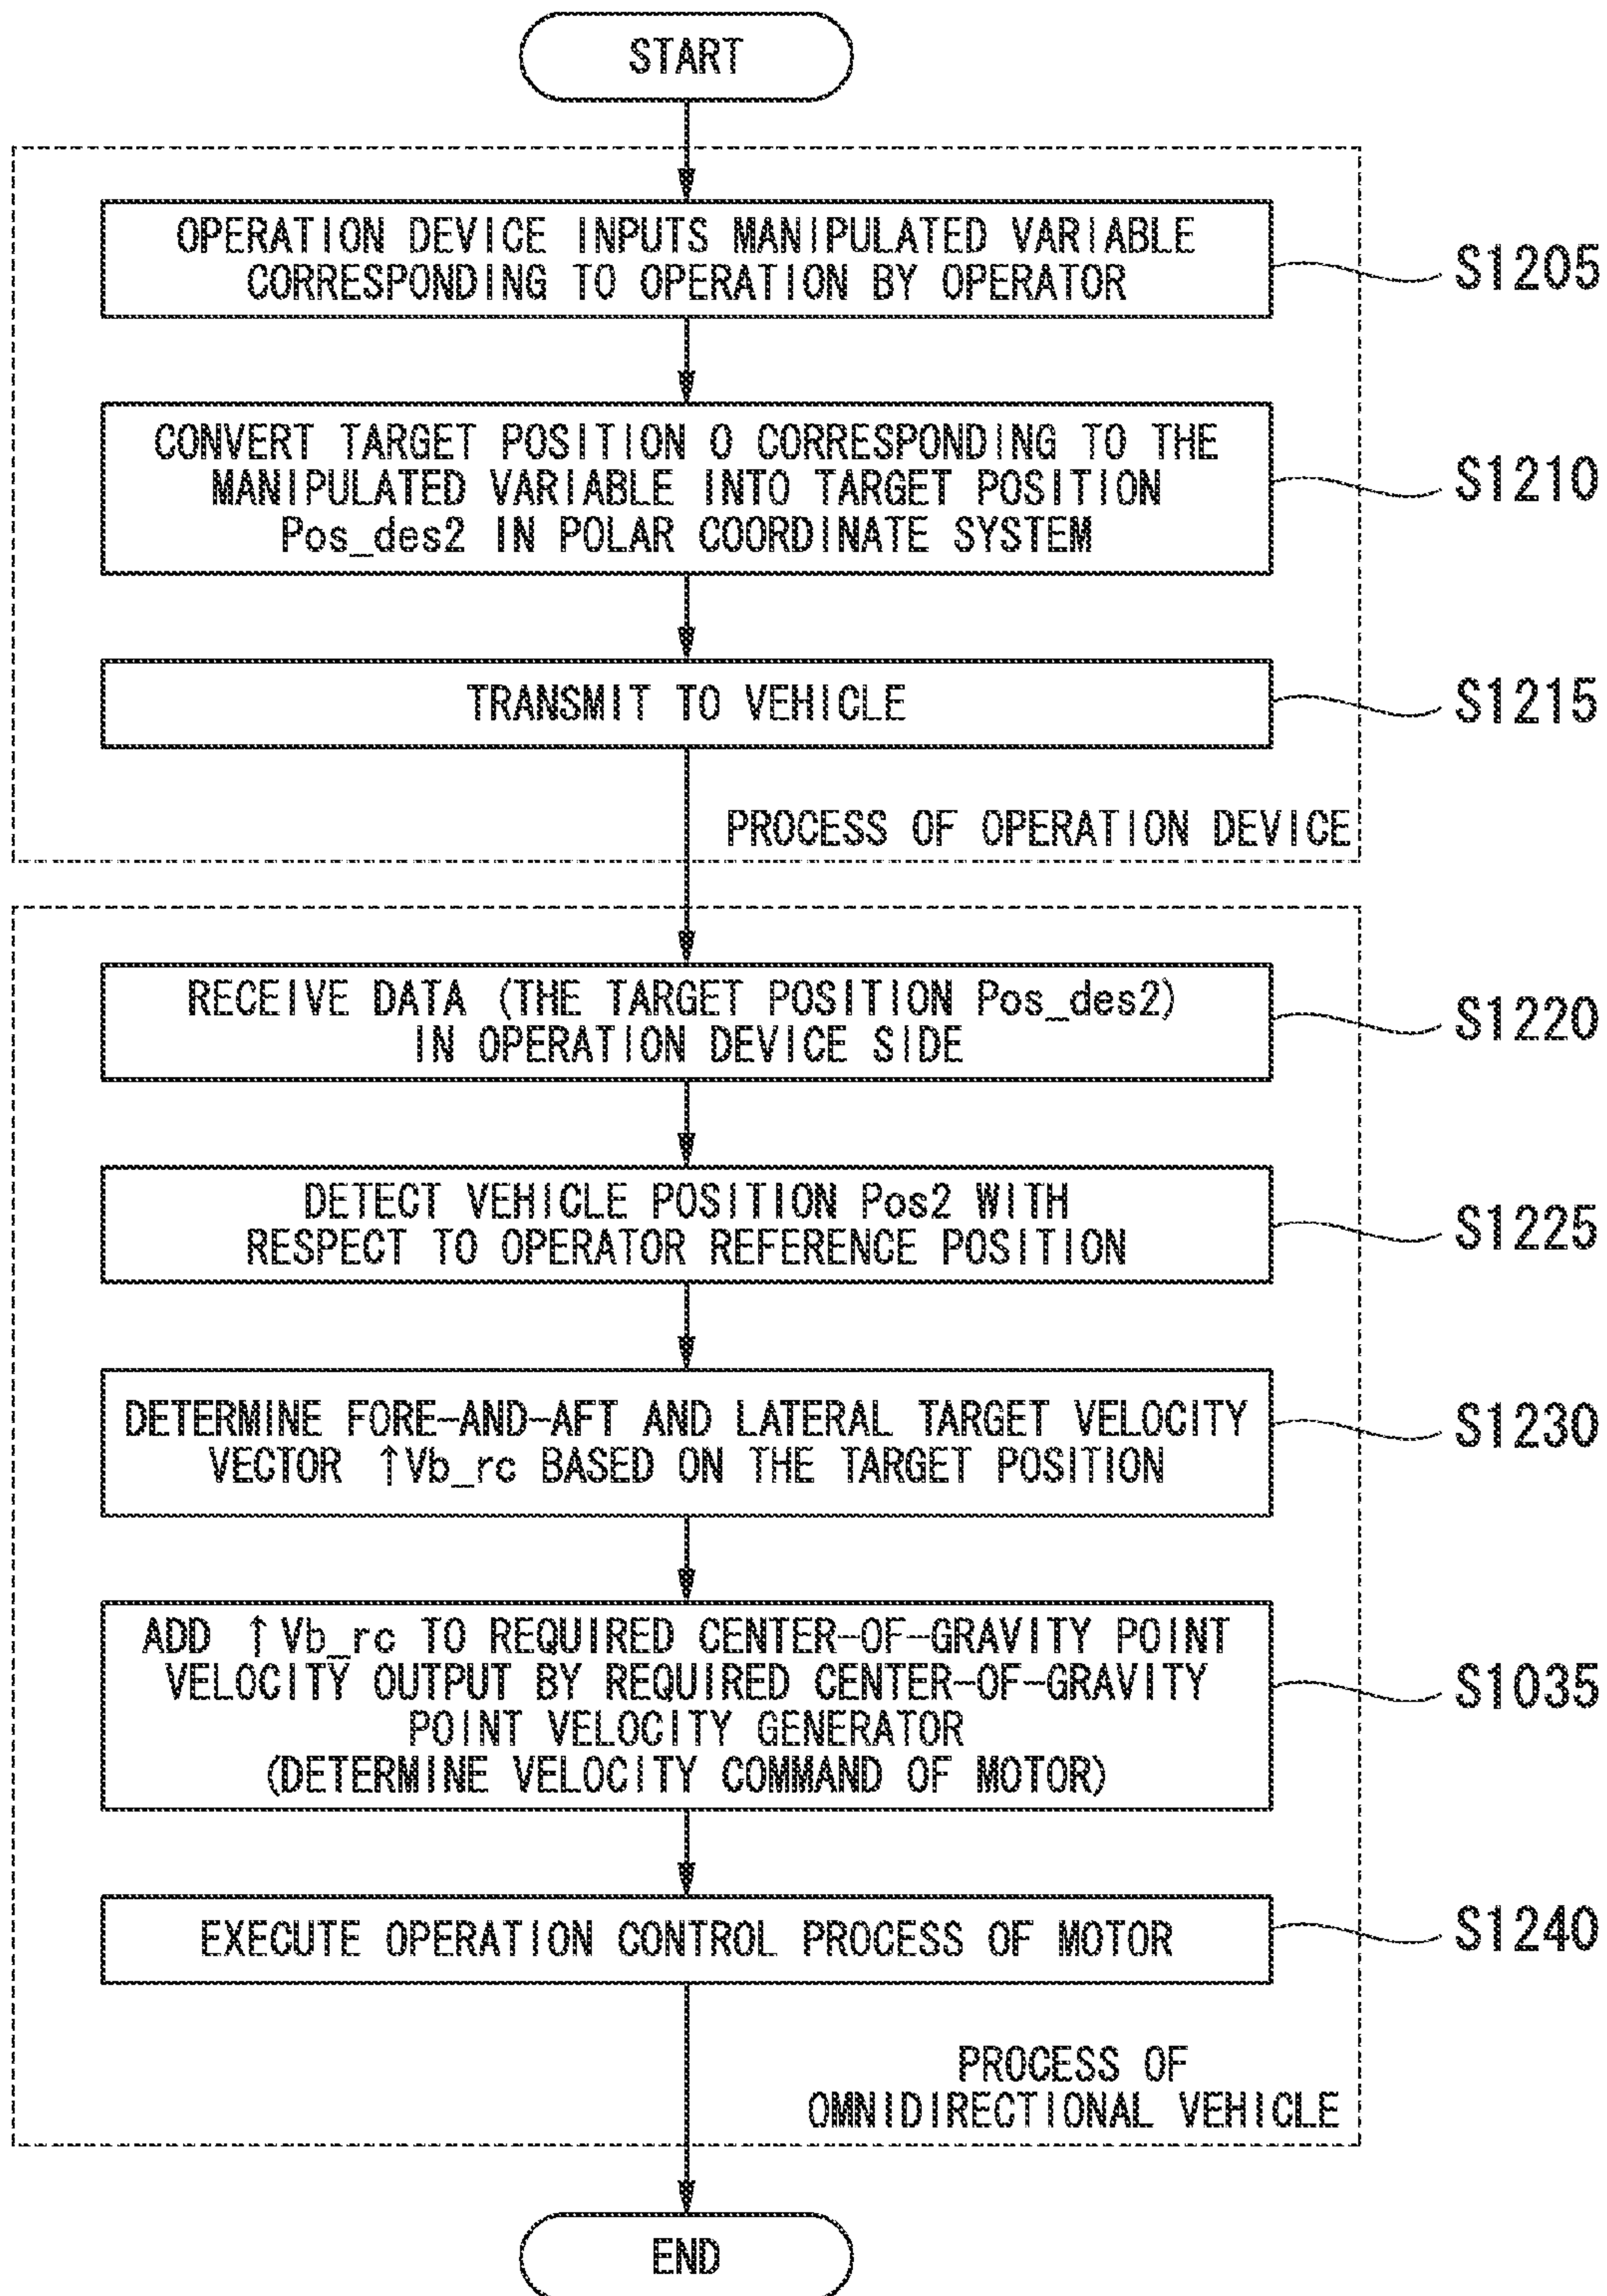 START
OPERATION DEVICE INPUTS MANIPULATED VARIABLE
CORRESPONDING TO OPERATION BY OPERATOR
S1205
CONVERT TARGET POSITION O CORRESPONDING TO THE
MANIPULATED VARIABLE INTO TARGET POSITION
Pos_des2 IN POLAR COORDINATE SYSTEM
S1210
TRANSMIT TO VEHICLE
S1215
PROCESS OF OPERATION DEVICE
RECEIVE DATA (THE TARGET POSITION Pos_des2)
IN OPERATION DEVICE SIDE
S1220
DETECT VEHICLE POSITION Pos2 WITH
RESPECT TO OPERATOR REFERENCE POSITION
S1225
DETERMINE FORE-AND-AFT AND LATERAL TARGET VELOCITY
VECTOR ↑Vb_rc BASED ON THE TARGET POSITION
S1230
ADD ↑Vb_rc TO REQUIRED CENTER-OF-GRAVITY POINT
VELOCITY OUTPUT BY REQUIRED CENTER-OF-GRAVITY
POINT VELOCITY GENERATOR
(DETERMINE VELOCITY COMMAND OF MOTOR)
S1035
EXECUTE OPERATION CONTROL PROCESS OF MOTOR
S1240
PROCESS OF
OMNIDIRECTIONAL VEHICLE
END